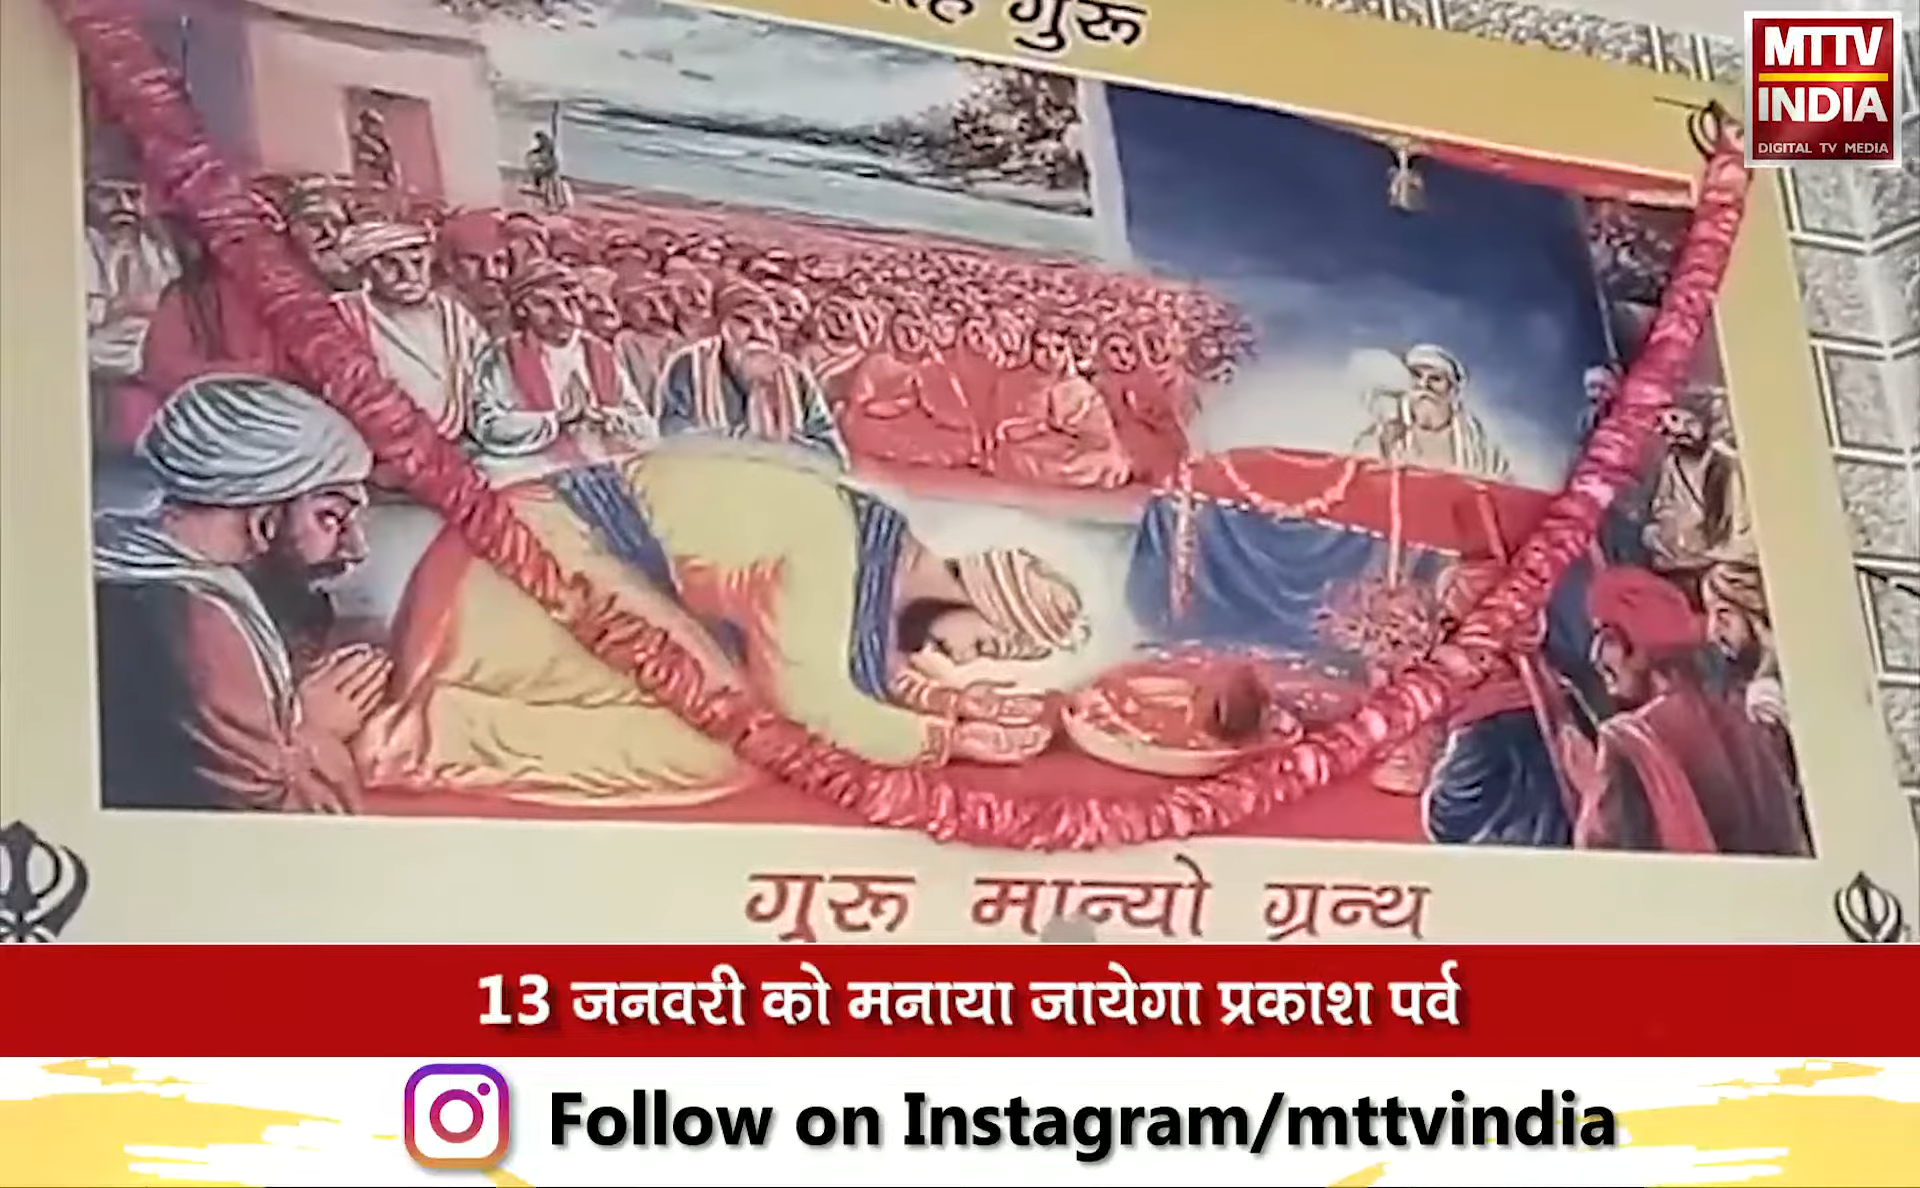 गुरू
MTTV
INDIA
DIGITAL TV MEDIA
गुरू मान्यो ग्रन्थ
13 जनवरी को मनाया जायेगा प्रकाश पर्व
Follow on Instagram/mttvindia